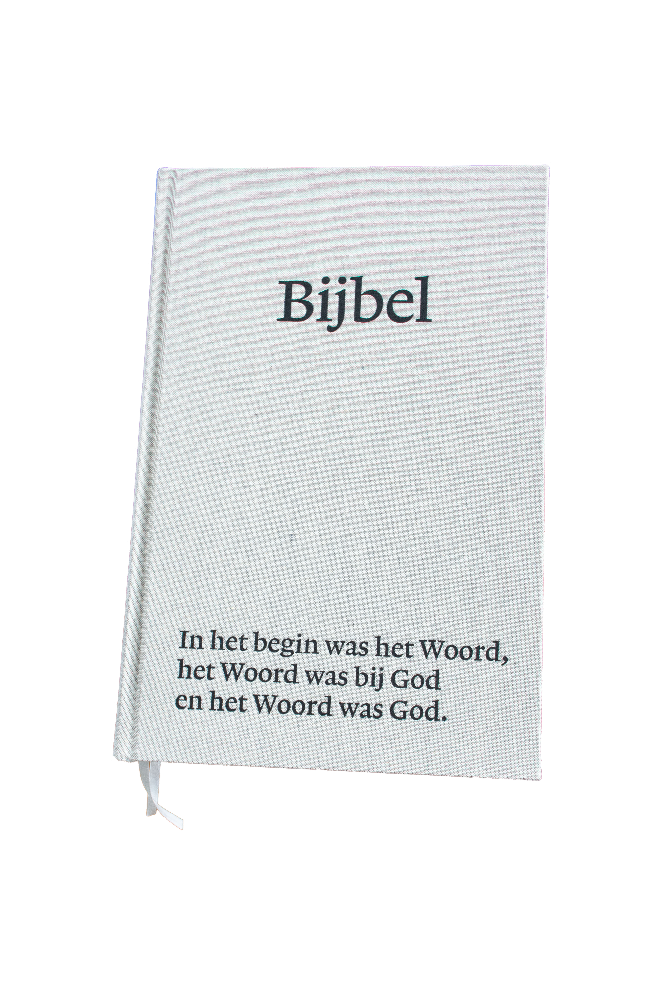 Bijbel
In het begin was het Woord,
het Woord was bij God
en het Woord was God.